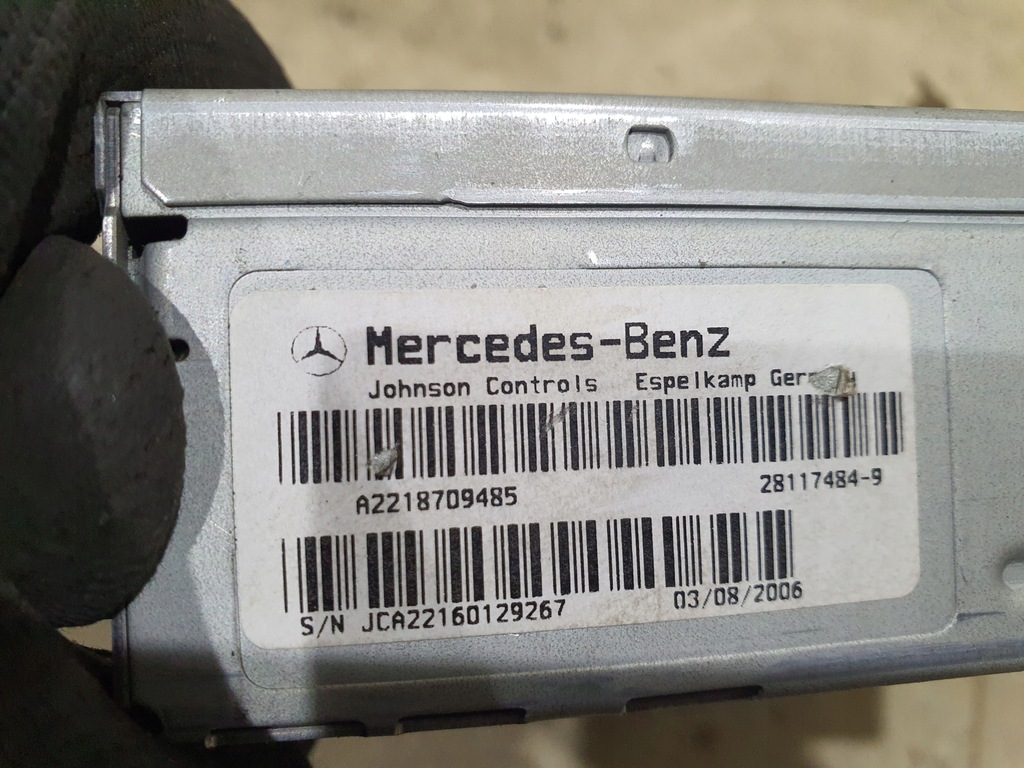 Mercedes-Benz
Johnson Controls Espelkamp
A2218709485 28117484-9
S/N JCA22160129267 03/08/2006